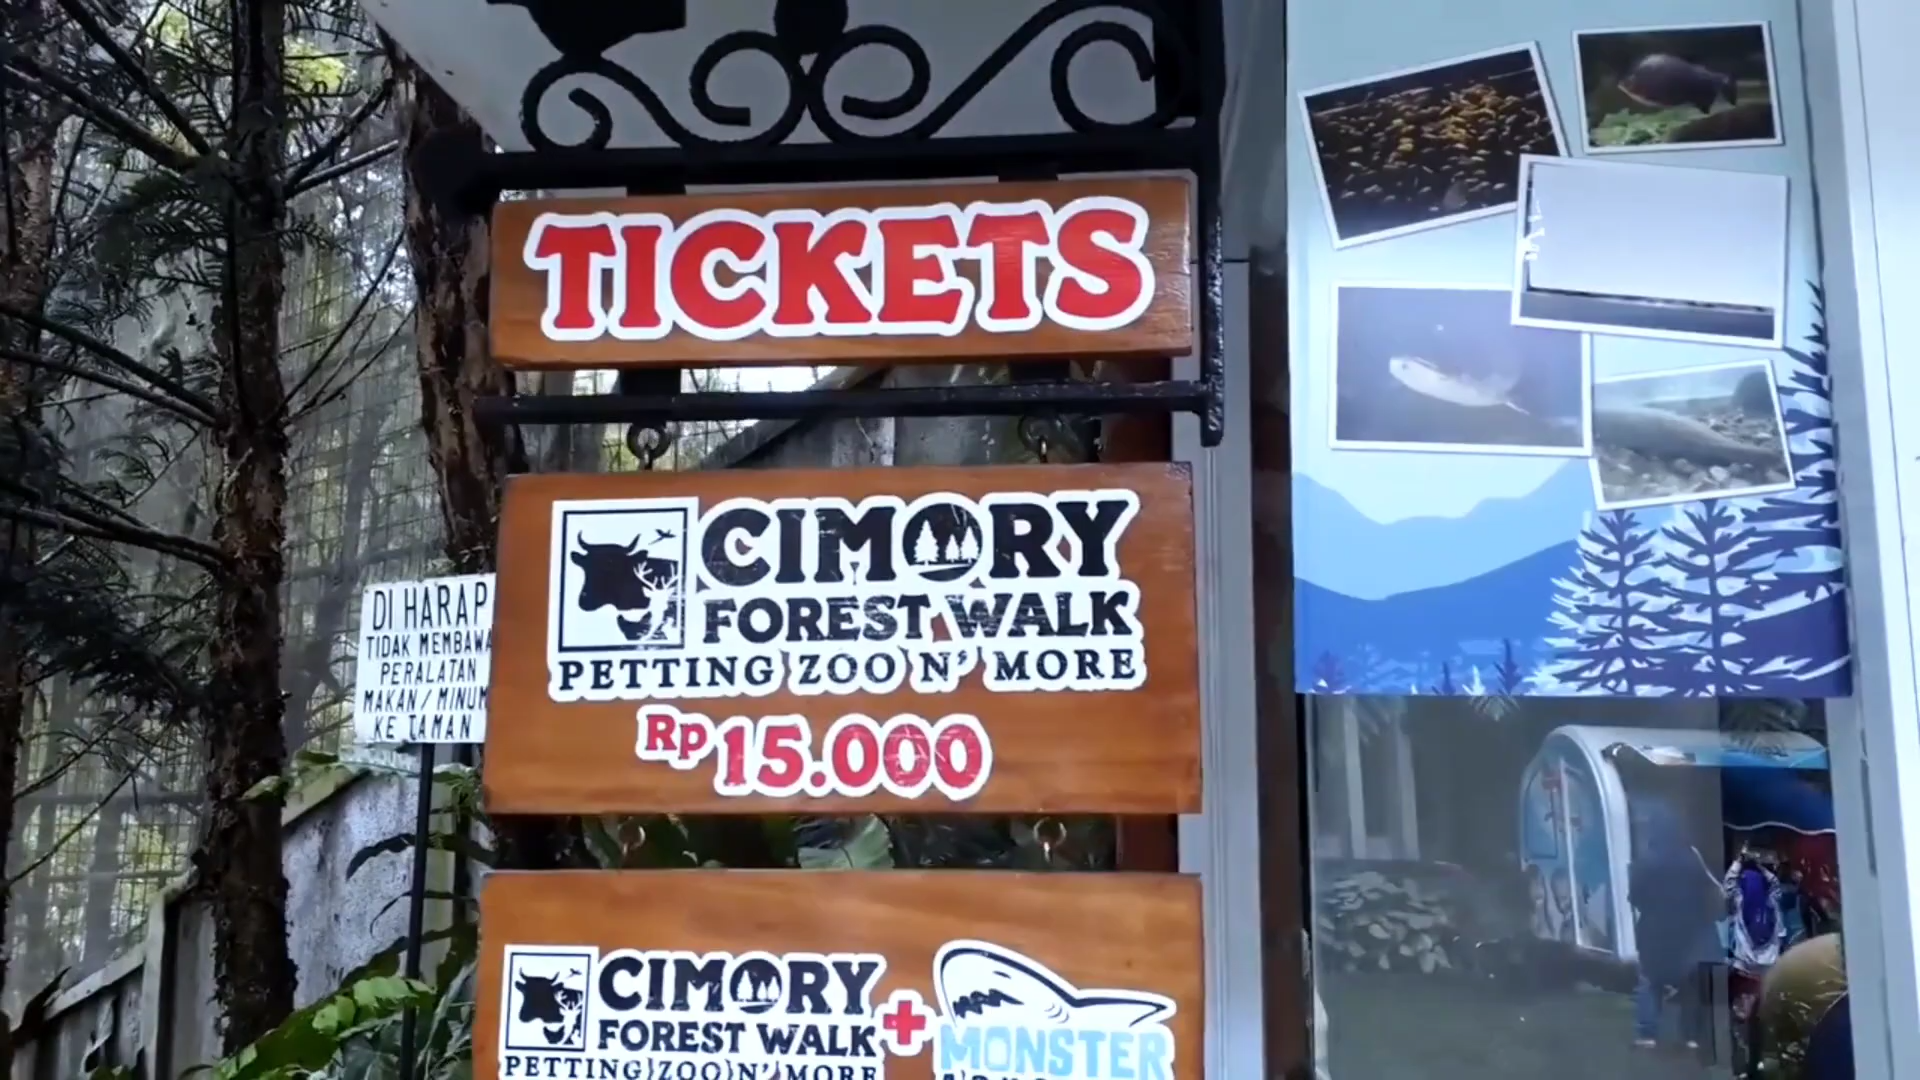 TICKETS
CIMORY
FOREST WALK
PETTING ZOO N' MORE
Rp 15.000
DI HARAP
TIDAK MEMBAWA
PERALATAN
MAKAN / MINUM
KE TAMAN
CIMORY
FOREST WALK
PETTING ZOO N' MORE
+
MONSTER